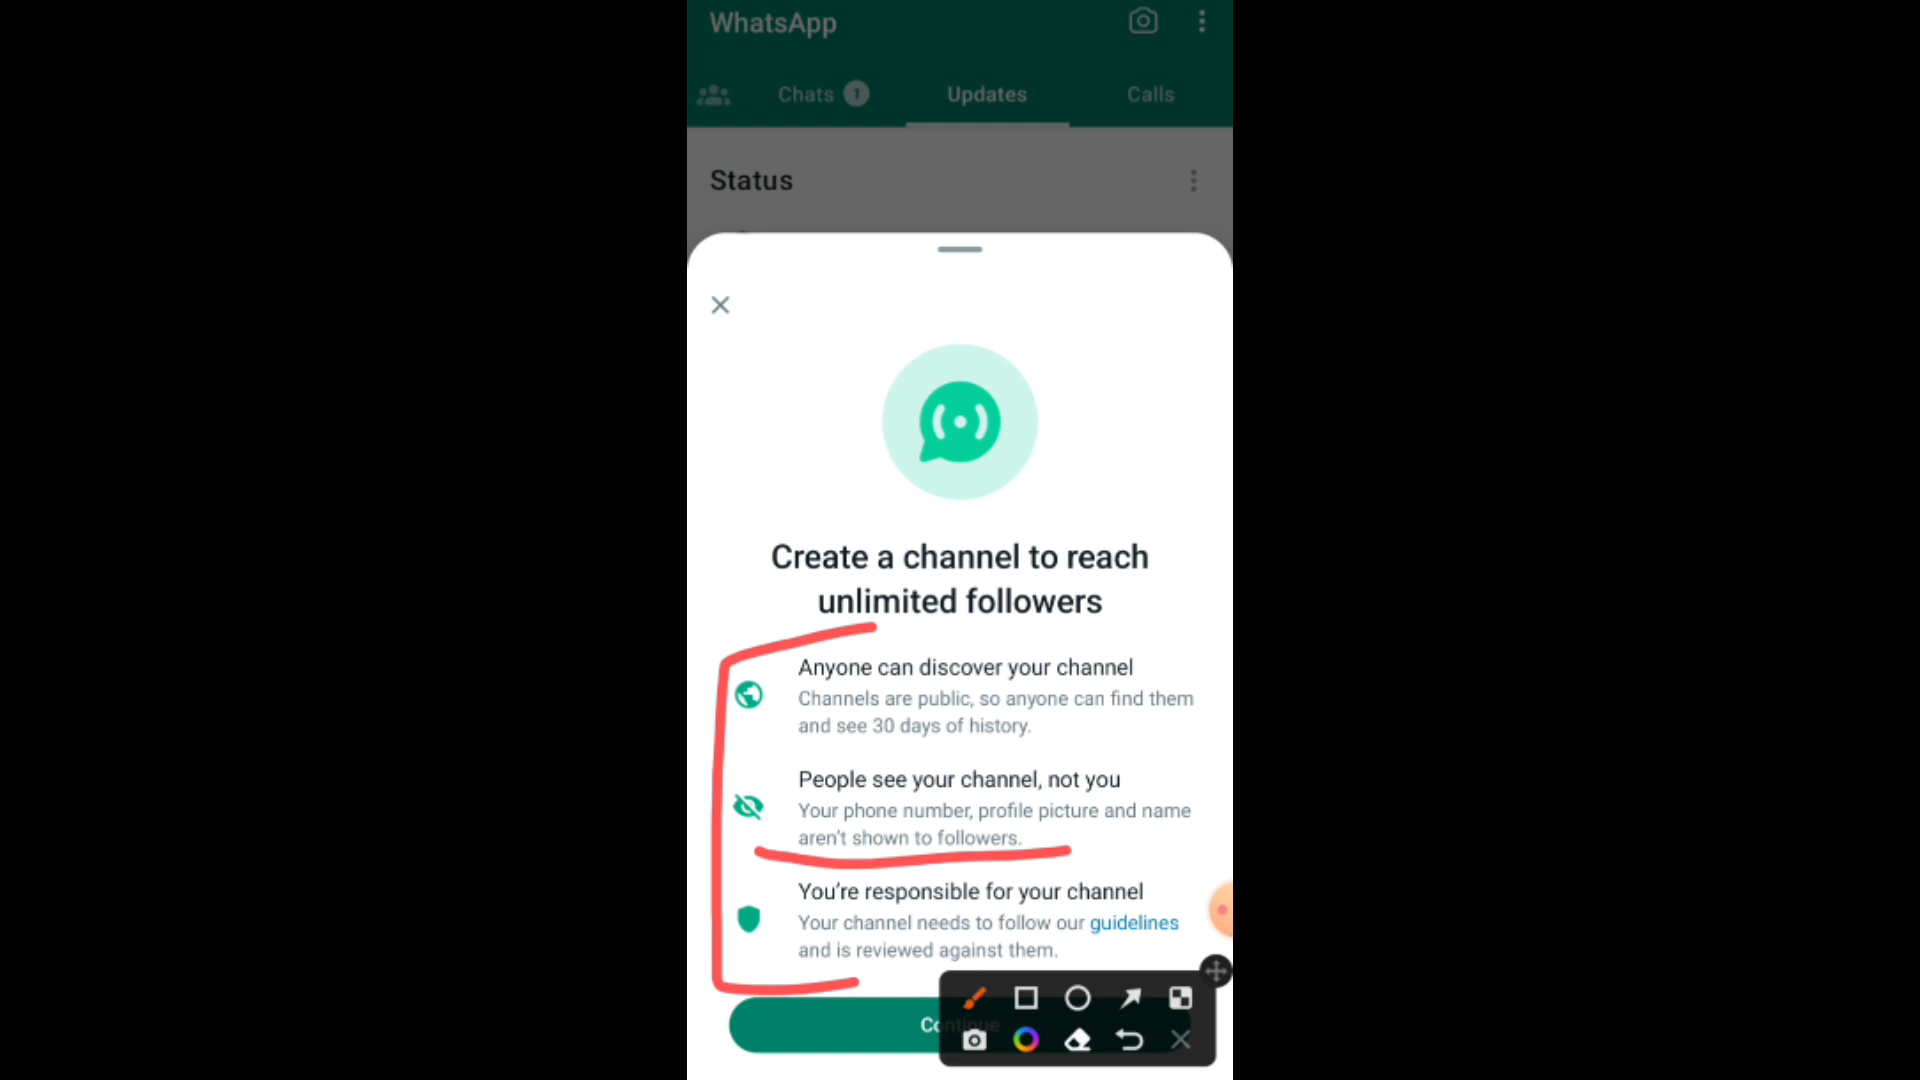 WhatsApp
Chats 1 Updates Calls
Status
Create a channel to reach
unlimited followers
Anyone can discover your channel
Channels are public, so anyone can find them
and see 30 days of history.
People see your channel, not you
Your phone number, profile picture and name
aren't shown to followers.
You're responsible for your channel
Your channel needs to follow our guidelines
and is reviewed against them.
Continue